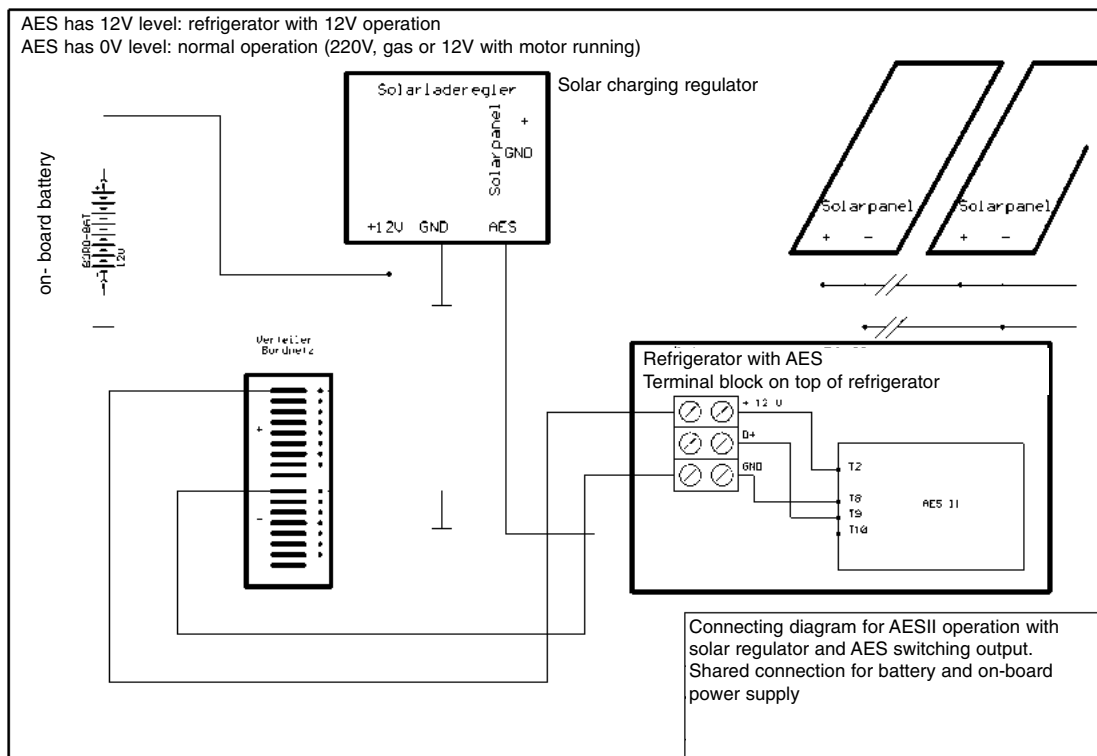 AES has 12V level: refrigerator with 12V operation
AES has 0V level: normal operation (220V, gas or 12V with motor running)
Solarladeregler
Solar charging regulator
Solarpanel
+
GND
+12V GND AES
on- board battery
BORD-BAT
12V
Solarpanel
+ -
Solarpanel
+ -
Verteiler
Bordnetz
+
-
Refrigerator with AES
Terminal block on top of refrigerator
+ 12 V
D+
GND
T2
T8
T9
T10
AES II
Connecting diagram for AESII operation with
solar regulator and AES switching output.
Shared connection for battery and on-board
power supply